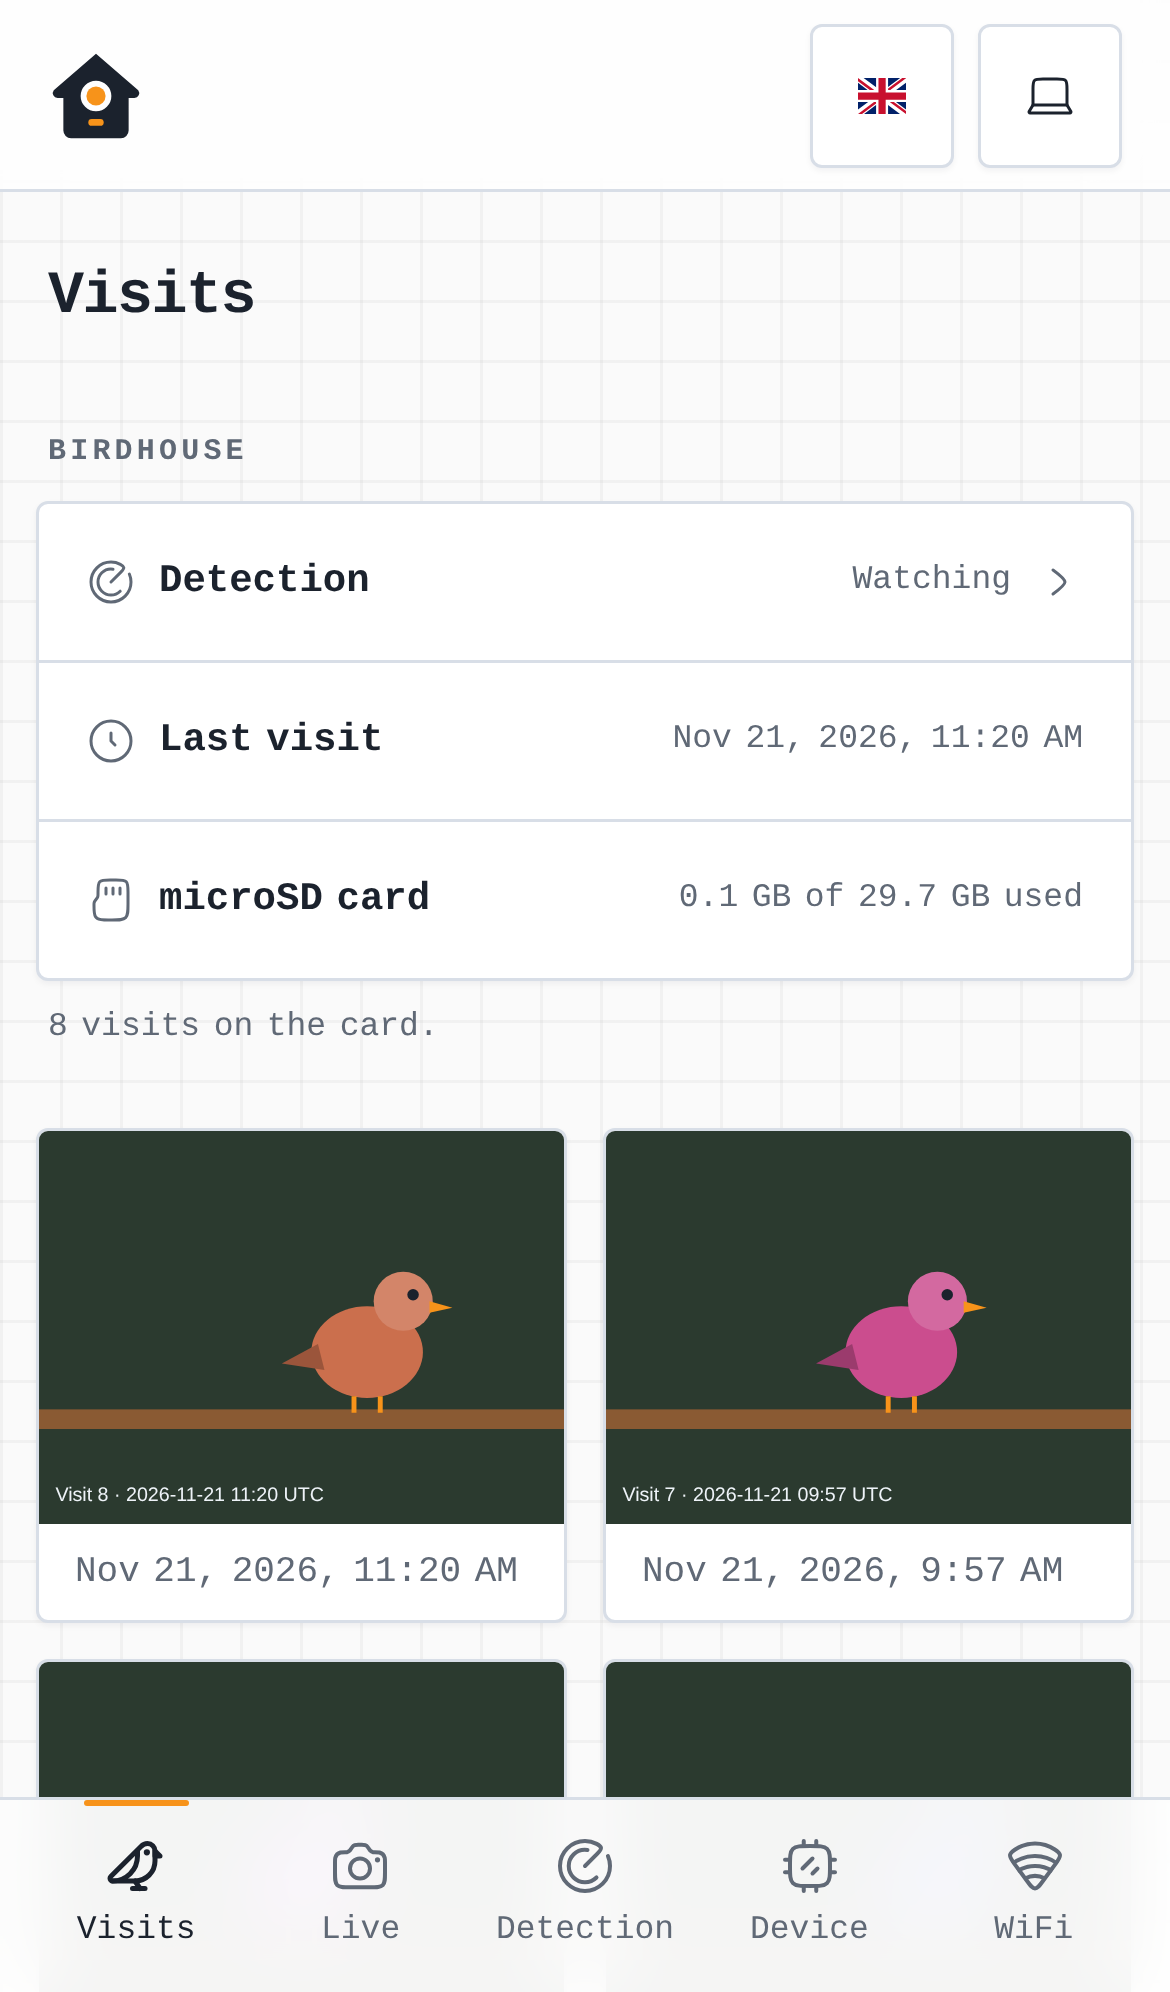 Visits
BIRDHOUSE
Detection Watching
Last visit Nov 21, 2026, 11:20 AM
microSD card 0.1 GB of 29.7 GB used
8 visits on the card.
Visit 8 · 2026-11-21 11:20 UTC
Visit 7 · 2026-11-21 09:57 UTC
Nov 21, 2026, 11:20 AM
Nov 21, 2026, 9:57 AM
Visits Live Detection Device WiFi